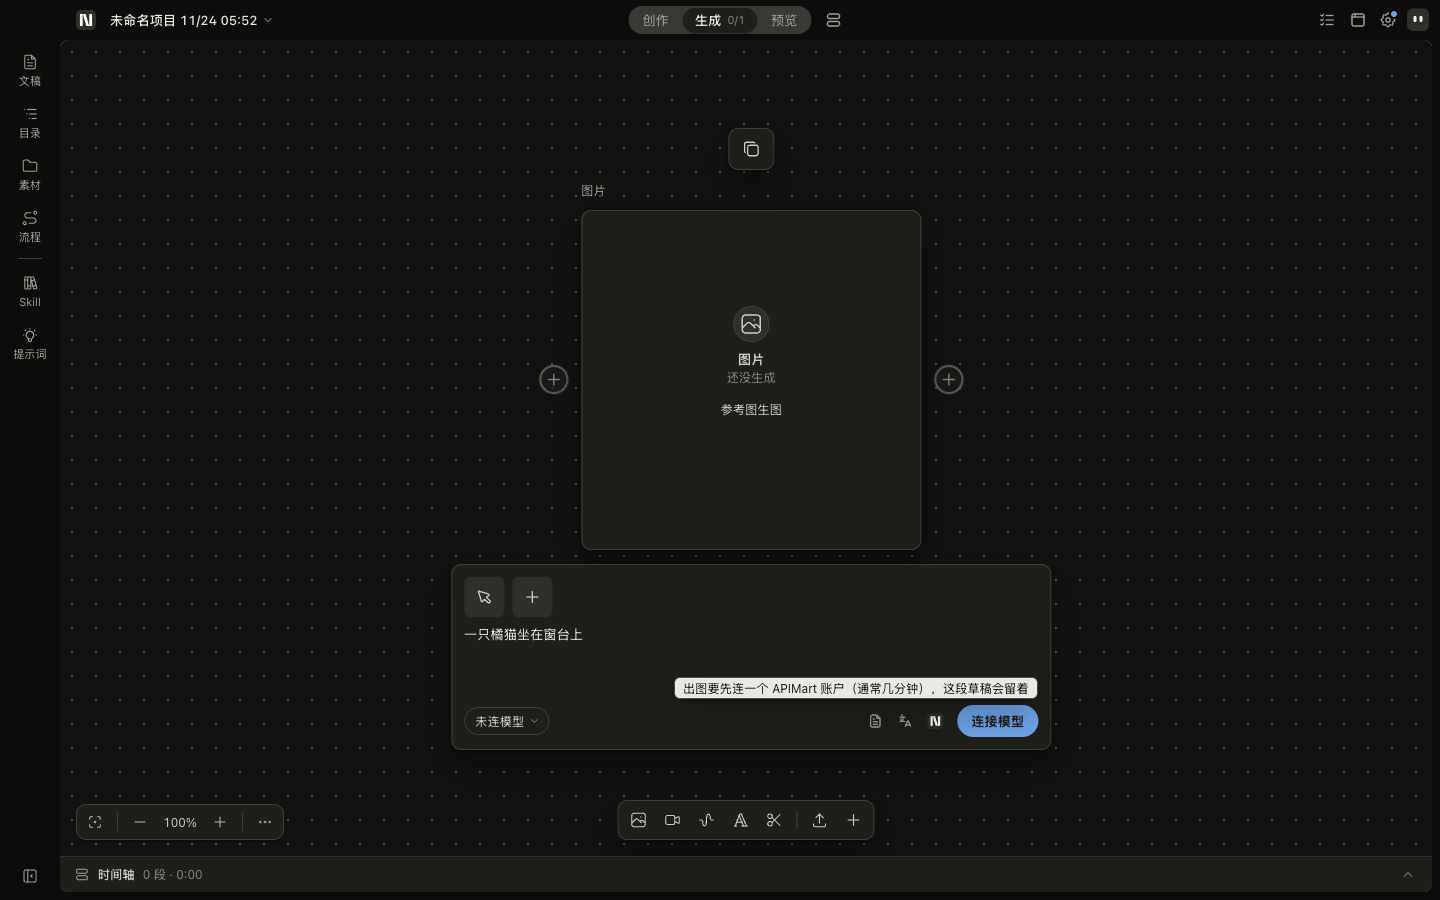 未命名项目 11/24 05:52
创作
生成 0/1
预览
文稿
目录
素材
流程
Skill
提示词
图片
图片
还没生成
参考图生图
一只橘猫坐在窗台上
出图要先连一个 APIMart 账户（通常几分钟），这段草稿会留着
未连模型
连接模型
100%
时间轴 0 段 · 0:00